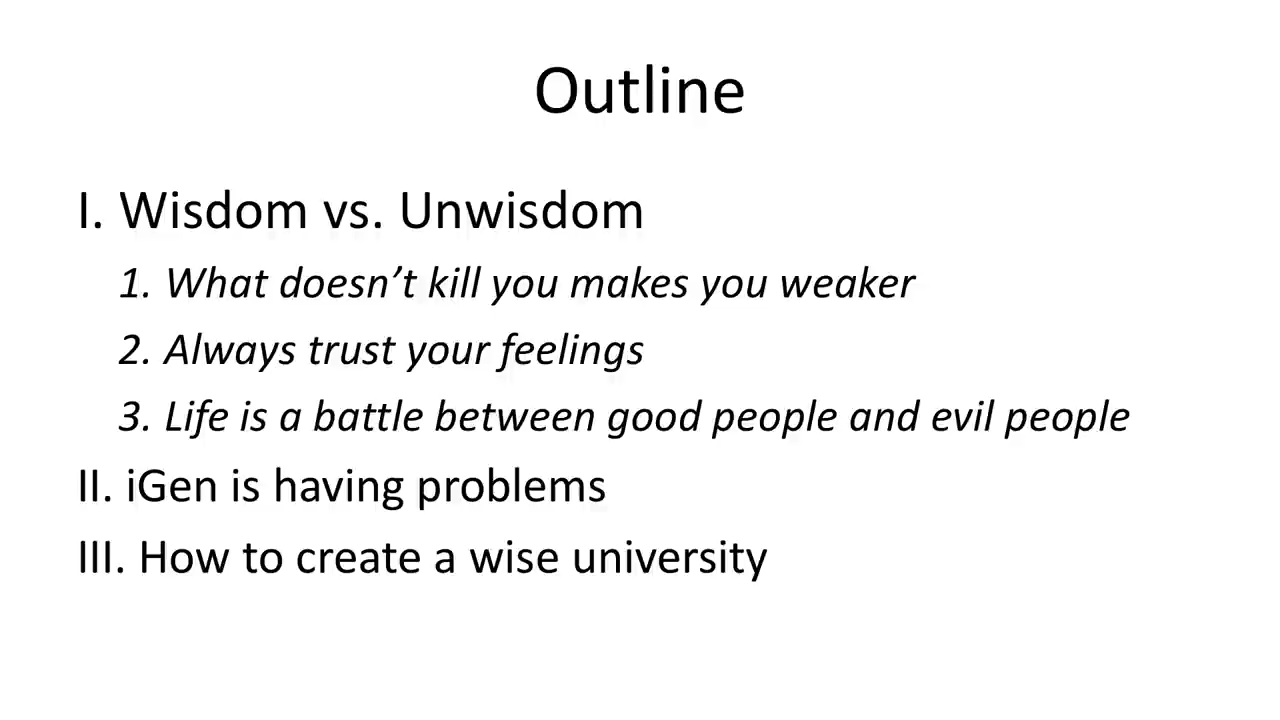 Outline
I. Wisdom vs. Unwisdom
1. What doesn’t kill you makes you weaker
2. Always trust your feelings
3. Life is a battle between good people and evil people
II. iGen is having problems
III. How to create a wise university